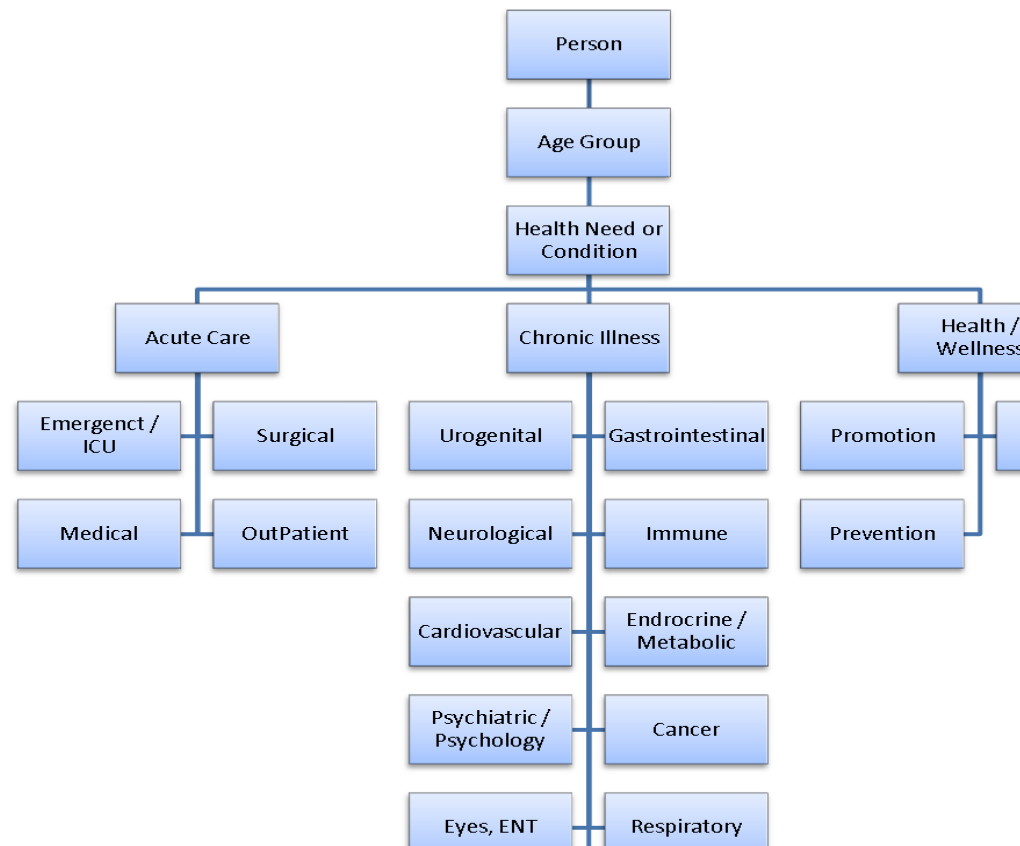 Person
Age Group
Health Need or
Condition
Acute Care
Chronic Illness
Health /
Wellness
Emergenct /
ICU
Surgical
Urogenital
Gastrointestinal
Promotion
Medical
OutPatient
Neurological
Immune
Prevention
Cardiovascular
Endrocrine /
Metabolic
Psychiatric /
Psychology
Cancer
Eyes, ENT
Respiratory